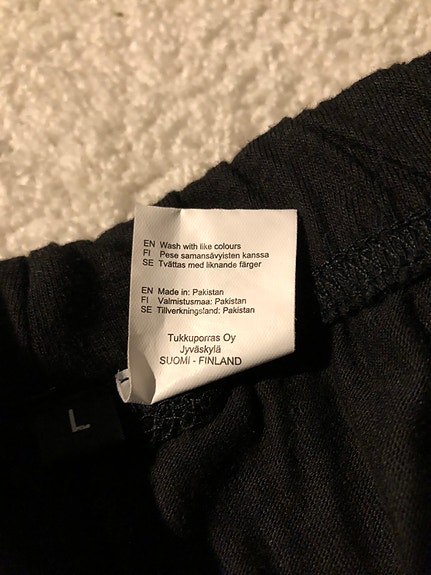 EN Wash with like colours
FI Pese samansävyisten kanssa
SE Tvättas med liknande färger
EN Made in: Pakistan
FI Valmistusmaa: Pakistan
SE Tillverkningsland: Pakistan
Tukkuporras Oy
Jyväskylä
SUOMI - FINLAND
L